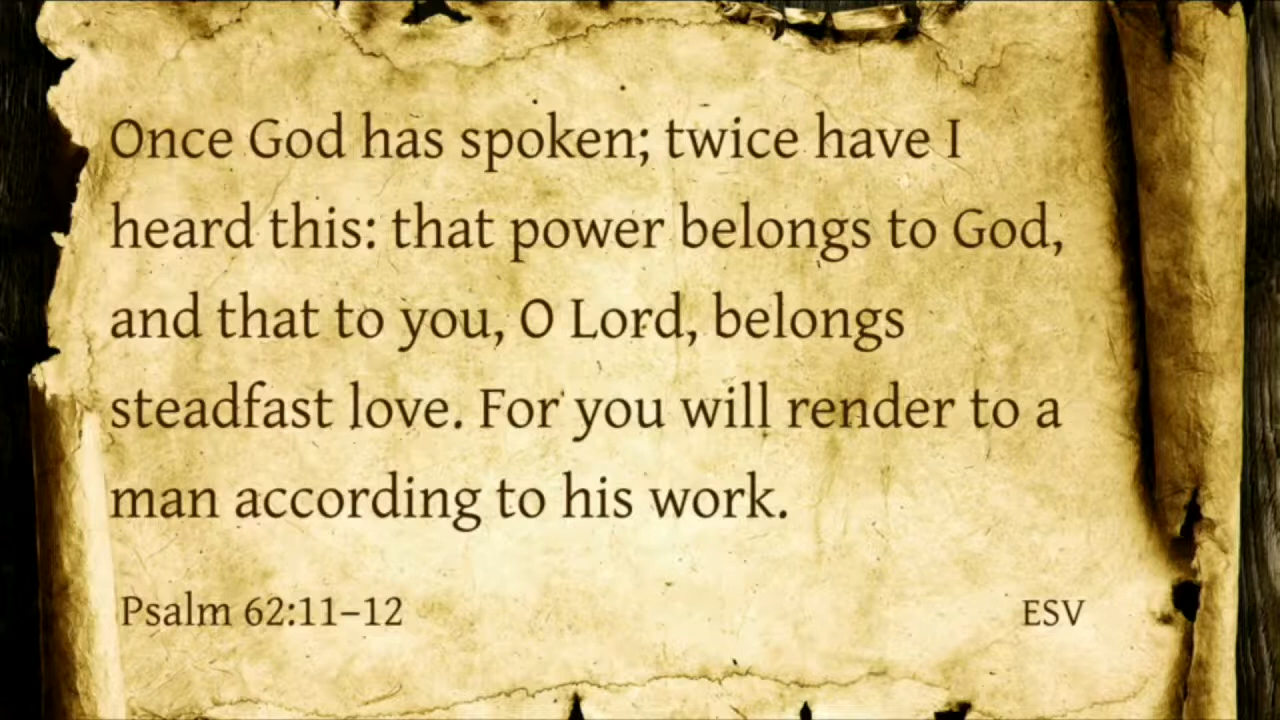 Once God has spoken; twice have I
heard this: that power belongs to God,
and that to you, O Lord, belongs
steadfast love. For you will render to a
man according to his work.
Psalm 62:11–12 ESV